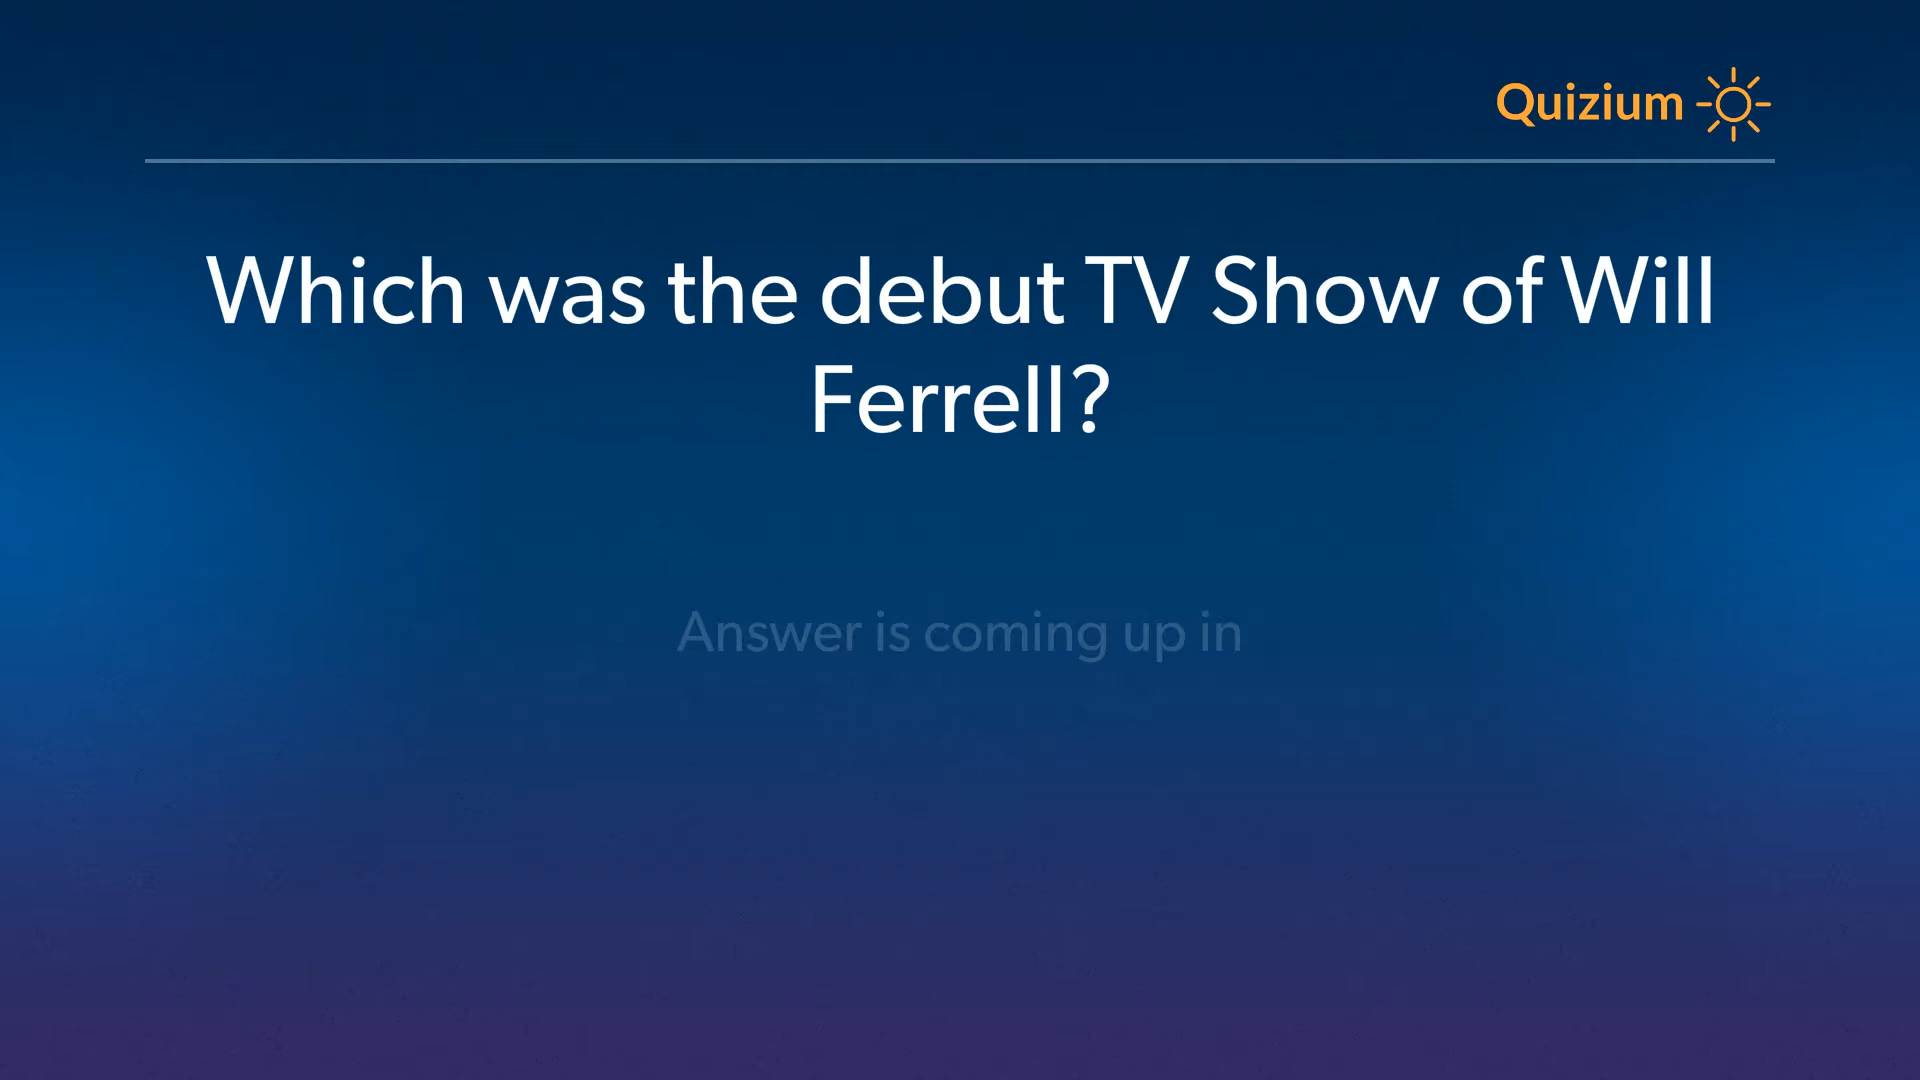 Quizium
Which was the debut TV Show of Will
Ferrell?
Answer is coming up in